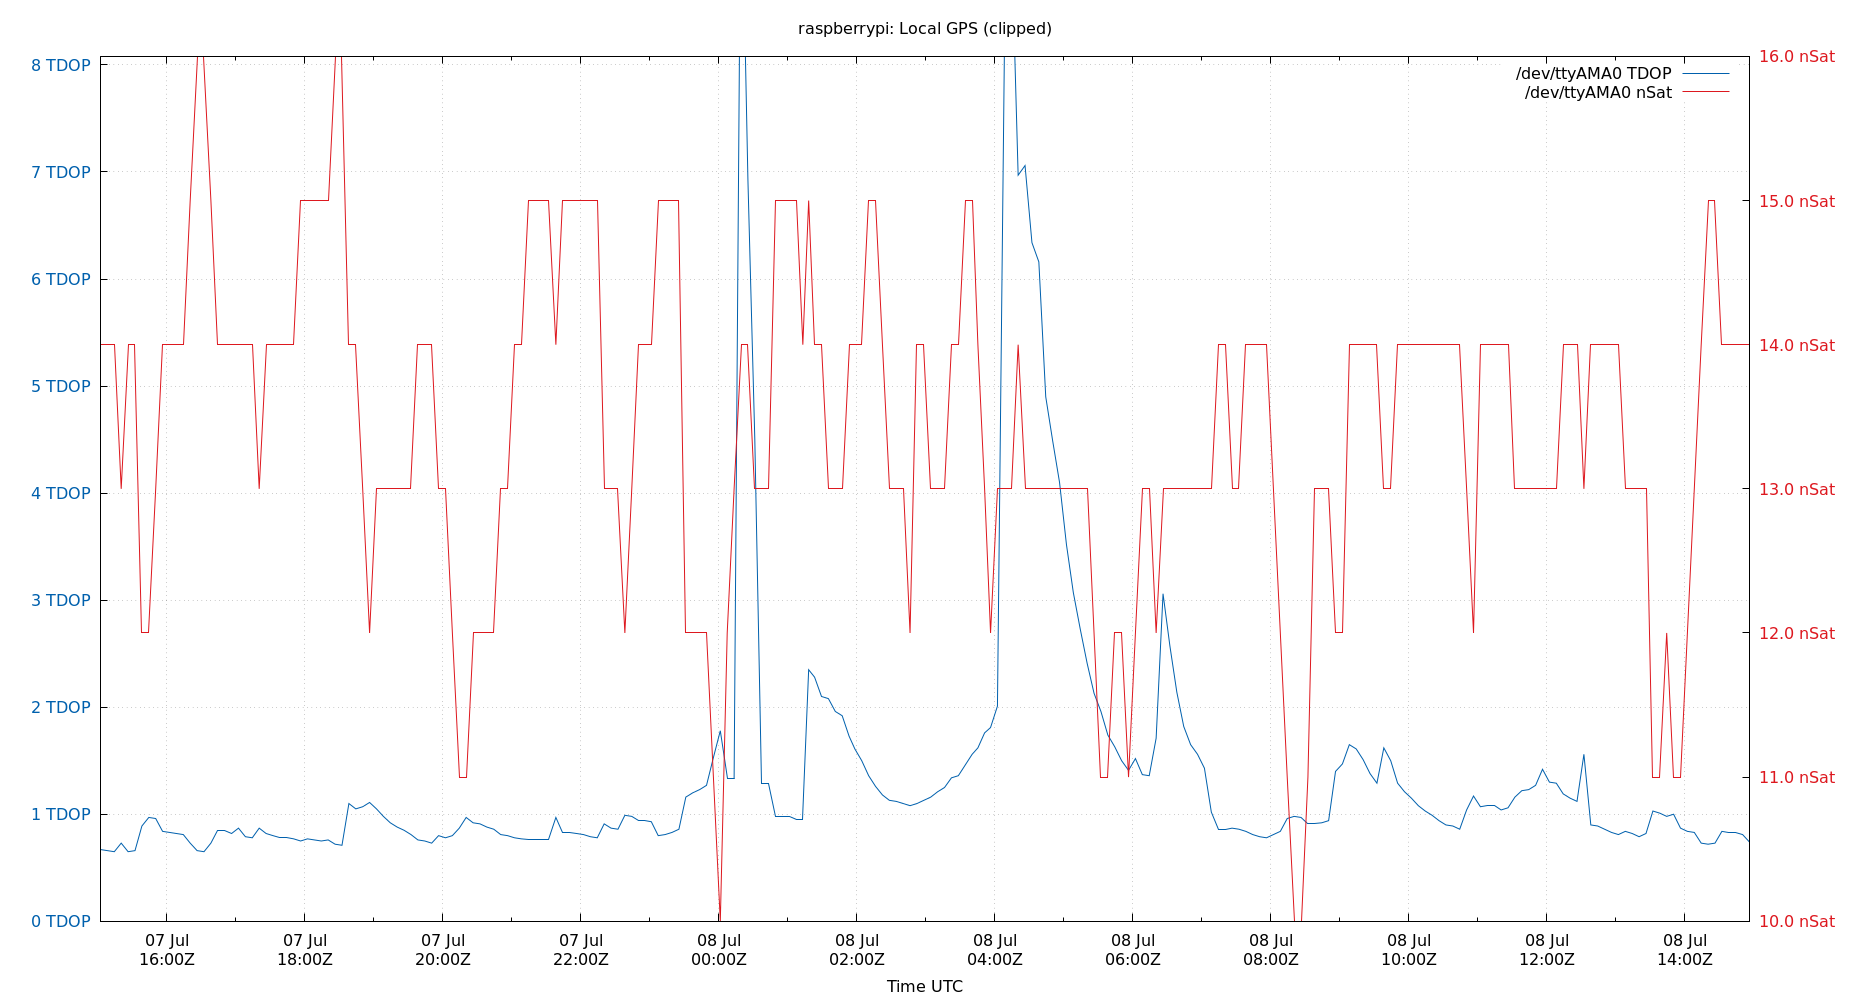 raspberrypi: Local GPS (clipped)
8 TDOP
7 TDOP
6 TDOP
5 TDOP
4 TDOP
3 TDOP
2 TDOP
1 TDOP
0 TDOP
/dev/ttyAMA0 TDOP
/dev/ttyAMA0 nSat
16.0 nSat
15.0 nSat
14.0 nSat
13.0 nSat
12.0 nSat
11.0 nSat
10.0 nSat
07 Jul
16:00Z
07 Jul
18:00Z
07 Jul
20:00Z
07 Jul
22:00Z
08 Jul
00:00Z
08 Jul
02:00Z
08 Jul
04:00Z
08 Jul
06:00Z
08 Jul
08:00Z
08 Jul
10:00Z
08 Jul
12:00Z
08 Jul
14:00Z
Time UTC